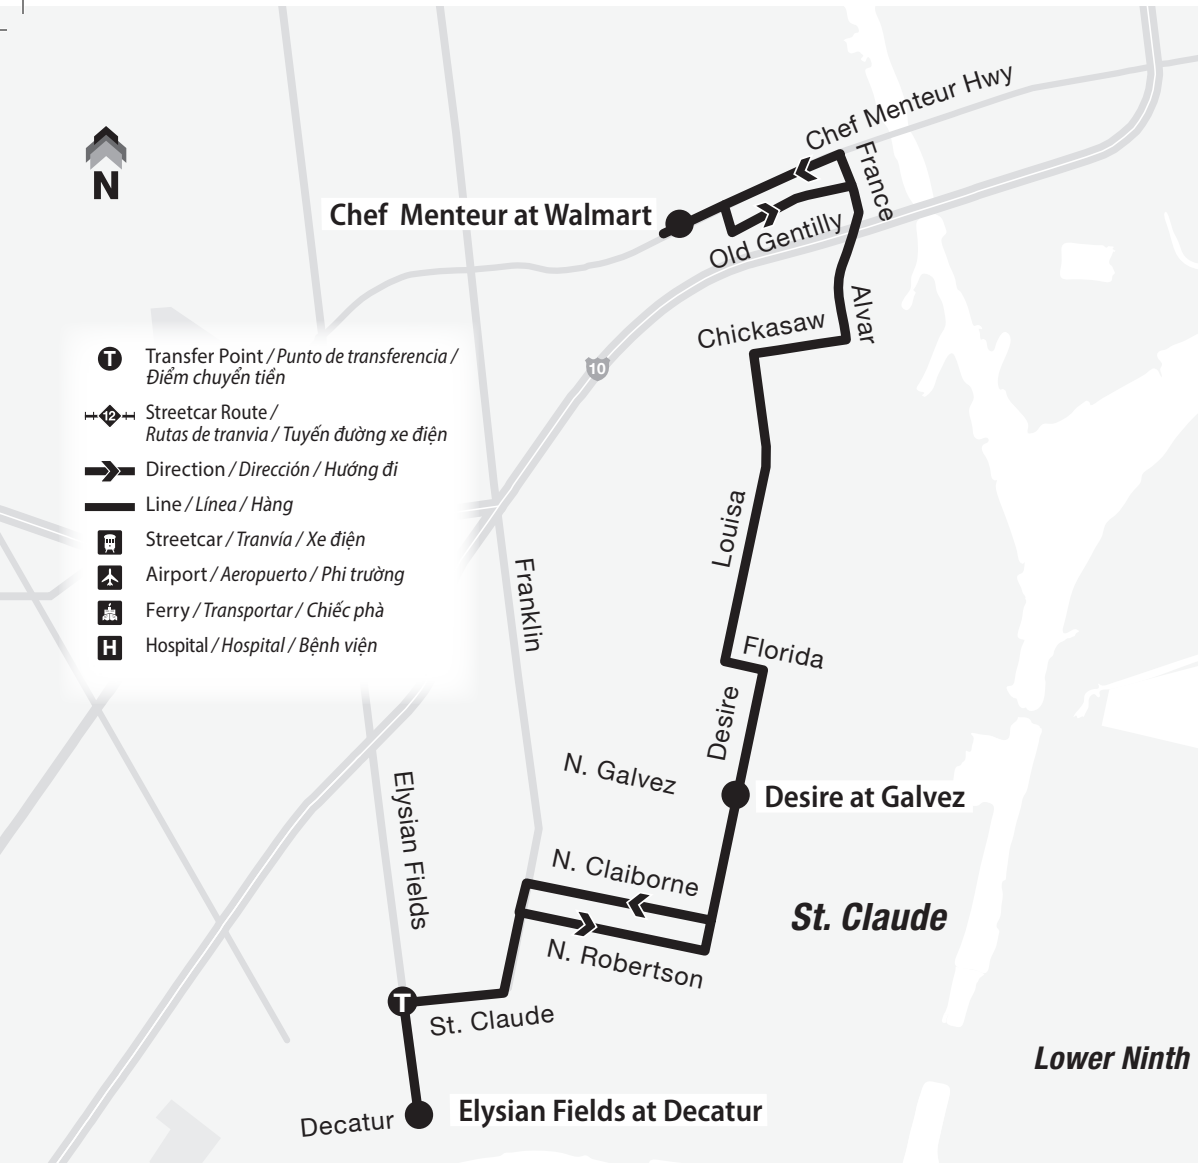 Chef Menteur Hwy
France
N
Chef Menteur at Walmart
Old Gentilly
Alvar
Chickasaw
10
T Transfer Point / Punto de transferencia /
Điểm chuyển tiền
12 Streetcar Route /
Rutas de tranvia / Tuyến đường xe điện
Direction / Dirección / Hướng đi
Line / Línea / Hàng
Streetcar / Tranvía / Xe điện
Airport / Aeropuerto / Phi trường
Ferry / Transportar / Chiếc phà
H Hospital / Hospital / Bệnh viện
Louisa
Franklin
Florida
Desire
N. Galvez
Desire at Galvez
Elysian Fields
N. Claiborne
St. Claude
N. Robertson
T
St. Claude
Lower Ninth
Decatur
Elysian Fields at Decatur